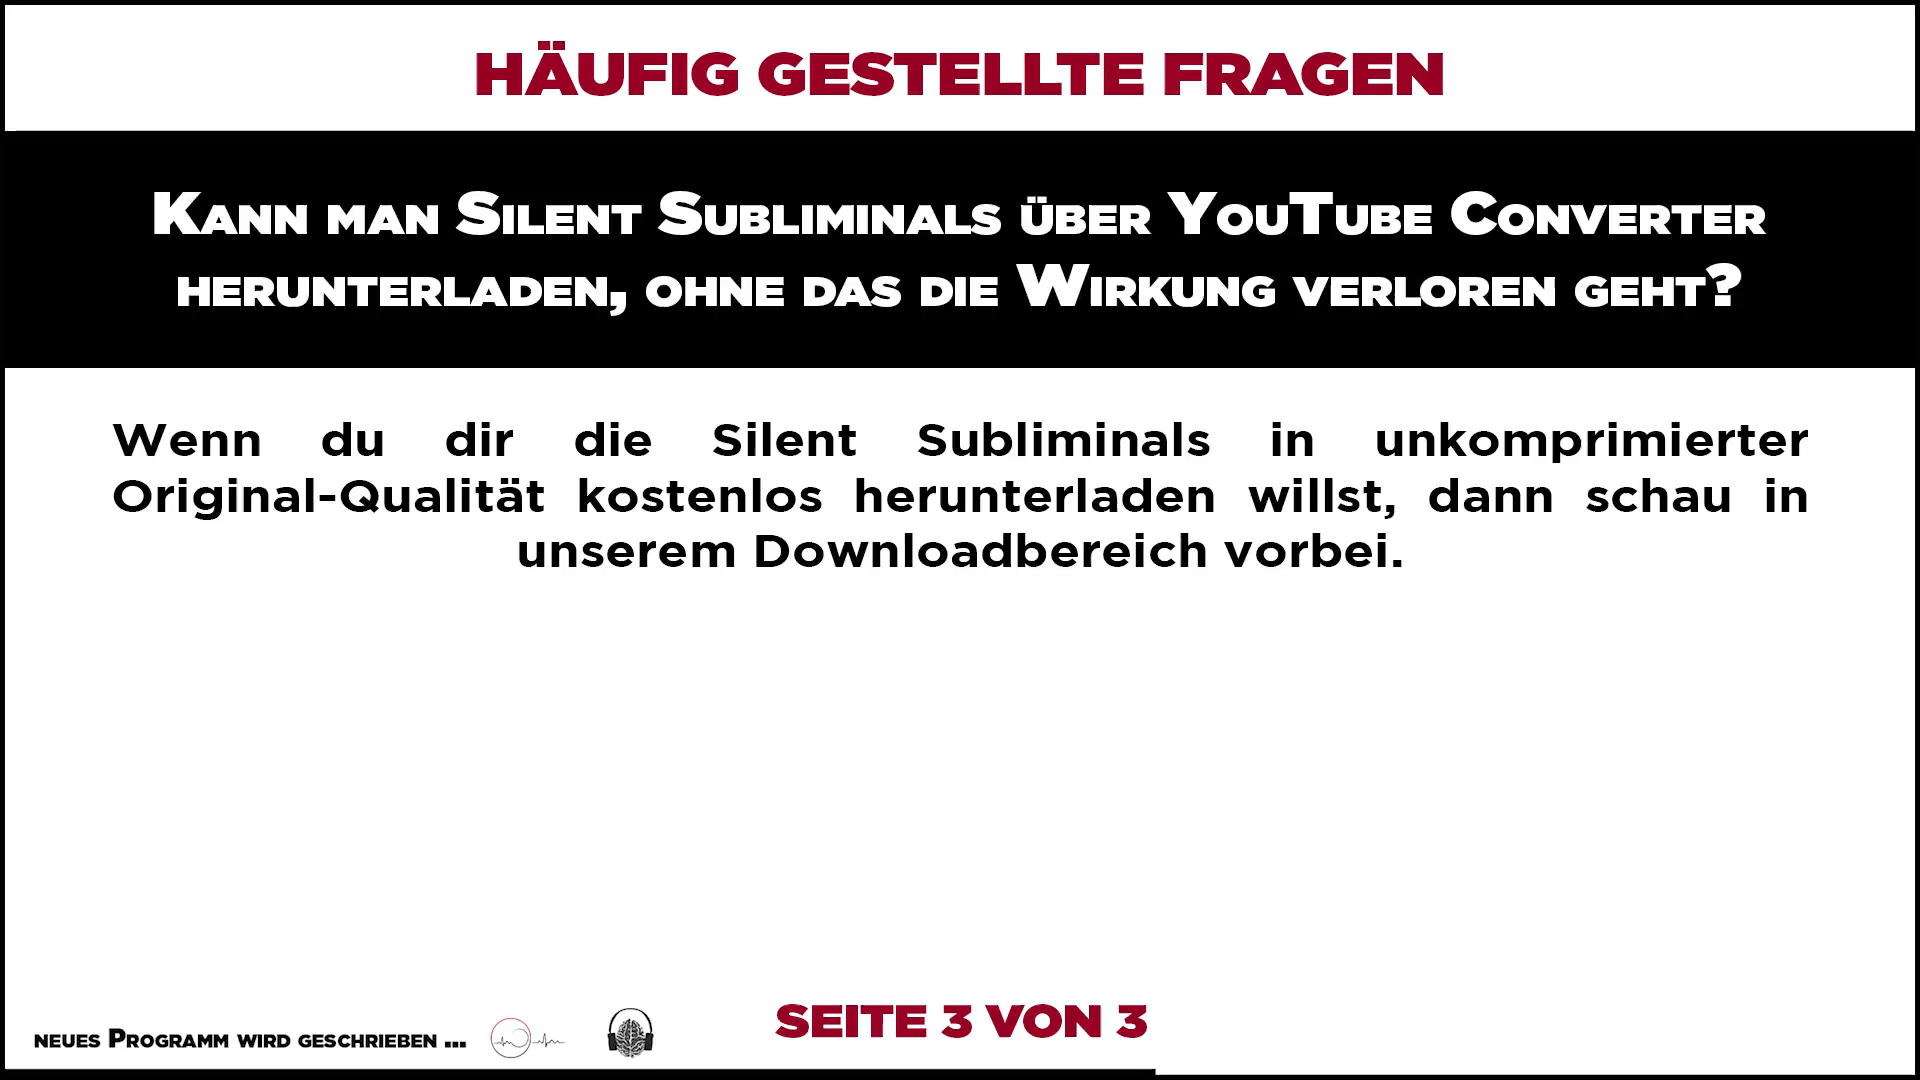 HÄUFIG GESTELLTE FRAGEN
Kann man Silent Subliminals über YouTube Converter
herunterladen, ohne das die Wirkung verloren geht?
Wenn du dir die Silent Subliminals in unkomprimierter
Original-Qualität kostenlos herunterladen willst, dann schau in
unserem Downloadbereich vorbei.
SEITE 3 VON 3
neues Programm wird geschrieben ...